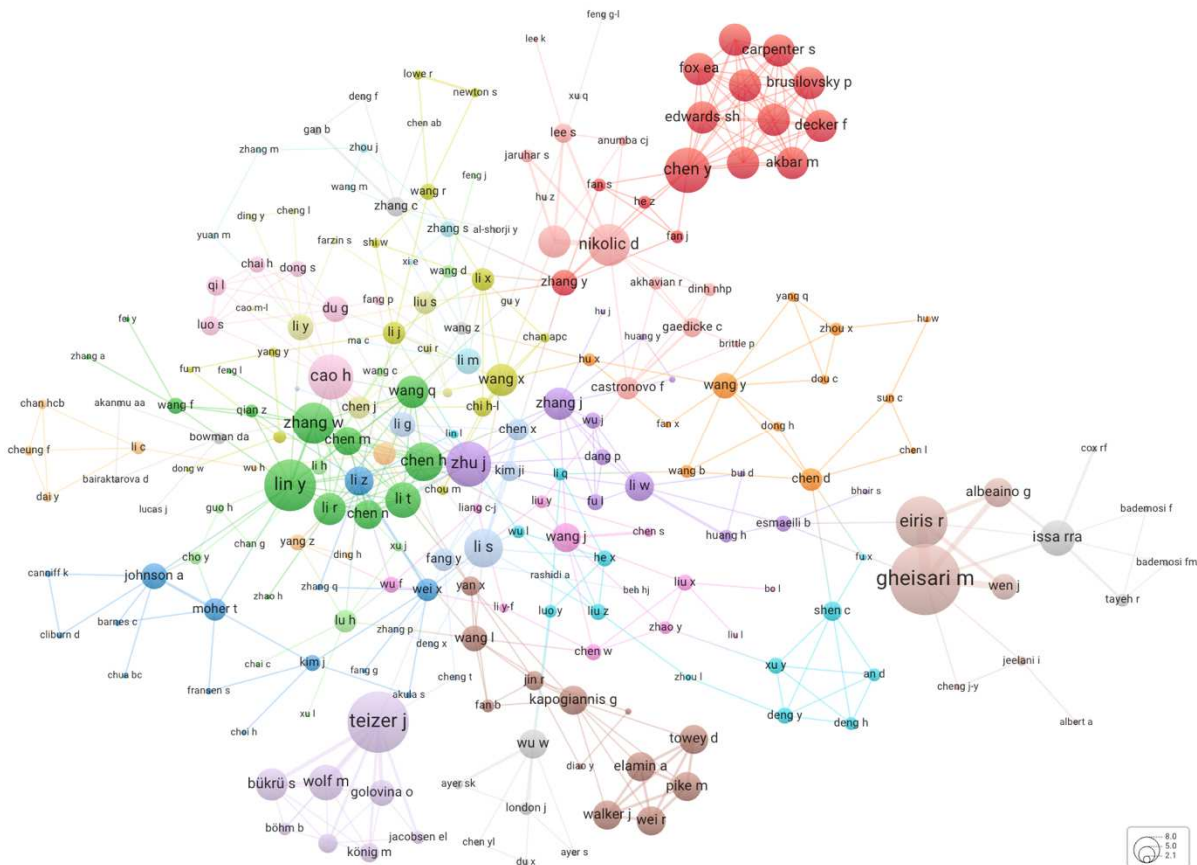 feng g-l
lee k
carpenter s
fox ea
lowe r
brusilovsky p
newton s
deng f
xu q
chen ab
edwards sh
decker f
gan b
lee s
anumba cj
zhou j
zhang m
jaruhar s
akbar m
chen y
feng j
wang m
wang r
fan s
zhang c
hu z
he z
ding y
cheng l
zhang s
al-shorji y
fan j
yuan m
farzin s
shi w
nikolic d
chai h
dong s
xi e
wang d
li x
zhang y
akhavian r
dinh nhp
qi l
yang q
cao m-l
fang p
liu s
gu y
du g
hu j
hu w
fei y
luo s
li y
li j
wang z
gaedicke c
zhou x
ma c
chan apc
huang y
brittle p
zhang a
yang y
cui r
li m
hu x
fu m
feng l
wang c
cao h
wang x
dou c
wang q
castronovo f
wang y
chan hcb
akanmu aa
wang f
qian z
chen j
chi h-l
zhang j
sun c
zhang w
li g
wu j
fan x
dong h
cheung f
li c
bowman da
chen m
lin l
chen x
chen l
bairaktarova d
dong w
wu h
li h
chen h
zhu j
kim ji
dang p
wang b
bui d
cox rf
dai y
lin y
li z
chou m
li q
li w
chen d
lucas j
li t
liang c-j
liu y
fu l
bhair s
albeaino g
guo h
li r
chen n
wu l
esmaeili b
eiris r
bademosi f
chang g
yang z
xu j
li s
wang j
chen s
huang h
issa rra
cho y
ding h
fang y
he x
fu x
canniff k
johnson a
zhang q
wu f
wei x
yan x
rashidi a
liu x
bo l
gheisari m
wen j
bademosi fm
zhao h
beh hj
tayeh r
barnes c
moher t
li y-f
luo y
liu z
shen c
cliburn d
lu h
zhang p
wang l
zhao y
liu l
deng x
chua bc
chai c
kim j
fang g
chen w
xu y
an d
jeelani i
fransen s
cheng t
jin r
zhou l
cheng j-y
akula s
fan b
kapogiannis g
deng y
deng h
albert a
choi h
xu l
teizer j
wu w
towey d
diao y
elamin a
bükrü s
wolf m
ayer sk
pike m
golovina o
london j
walker j
wei r
böhm b
jacobsen el
chen yl
ayer s
könig m
du x
8.0
5.0
2.1